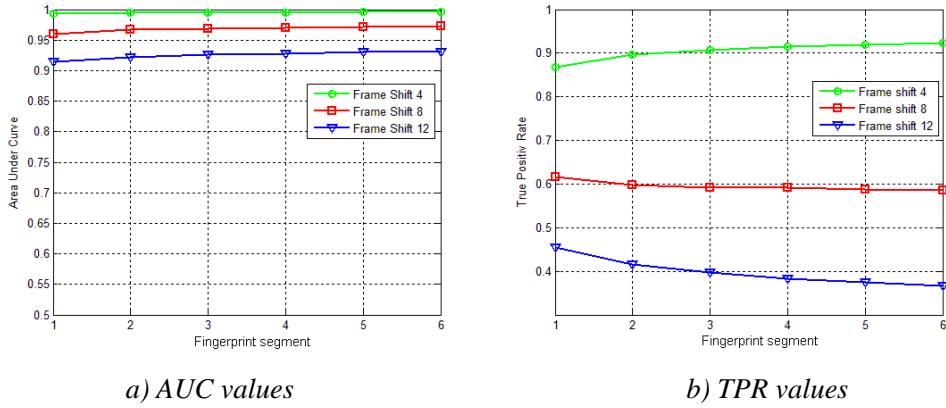 1
0.95
0.9
0.85
0.8
0.75
0.7
0.65
0.6
0.55
0.5
Area Under Curve
1 2 3 4 5 6
Fingerprint segment
Frame Shift 4
Frame Shift 8
Frame Shift 12
a) AUC values
1
0.9
0.8
0.7
0.6
0.5
0.4
True Positiv Rate
1 2 3 4 5 6
Fingerprint segment
Frame Shift 4
Frame Shift 8
Frame shift 12
b) TPR values